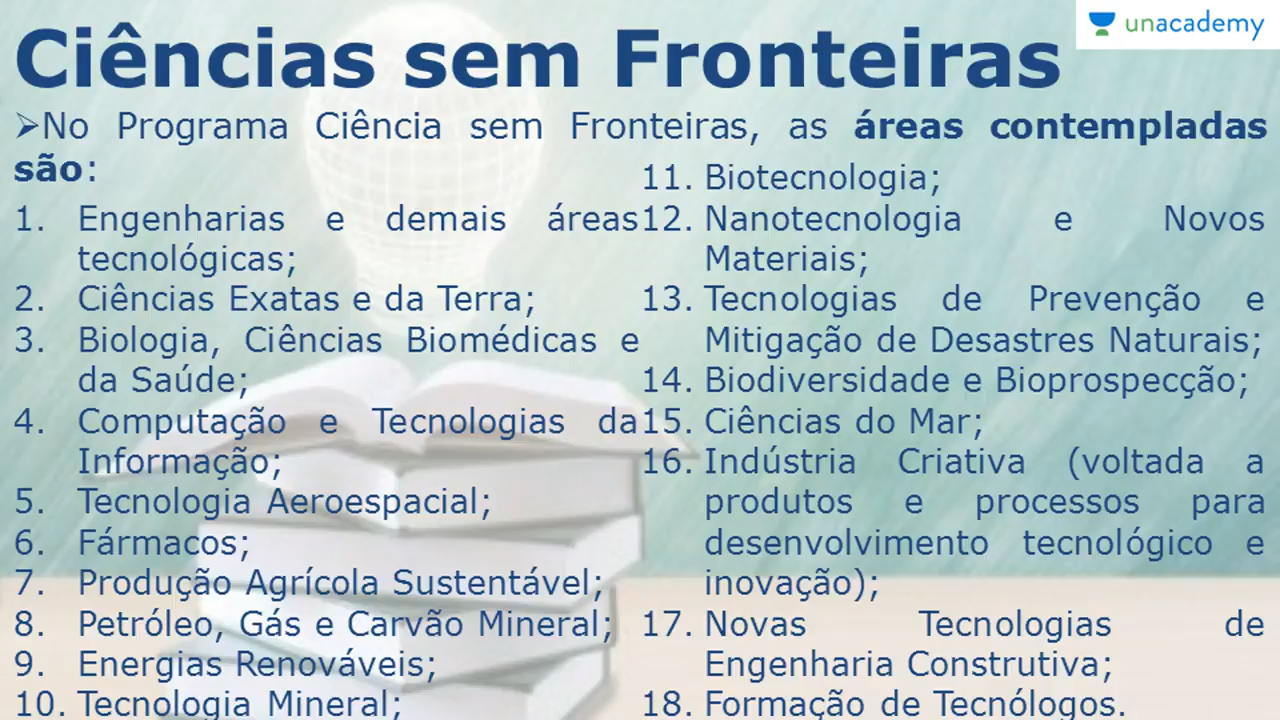 Ciências sem Fronteiras
unacademy
➢No Programa Ciência sem Fronteiras, as áreas contempladas
são:
1. Engenharias e demais áreas
tecnológicas;
2. Ciências Exatas e da Terra;
3. Biologia, Ciências Biomédicas e
da Saúde;
4. Computação e Tecnologias da
Informação;
5. Tecnologia Aeroespacial;
6. Fármacos;
7. Produção Agrícola Sustentável;
8. Petróleo, Gás e Carvão Mineral;
9. Energias Renováveis;
10. Tecnologia Mineral;
11. Biotecnologia;
12. Nanotecnologia e Novos
Materiais;
13. Tecnologias de Prevenção e
Mitigação de Desastres Naturais;
14. Biodiversidade e Bioprospecção;
15. Ciências do Mar;
16. Indústria Criativa (voltada a
produtos e processos para
desenvolvimento tecnológico e
inovação);
17. Novas Tecnologias de
Engenharia Construtiva;
18. Formação de Tecnólogos.